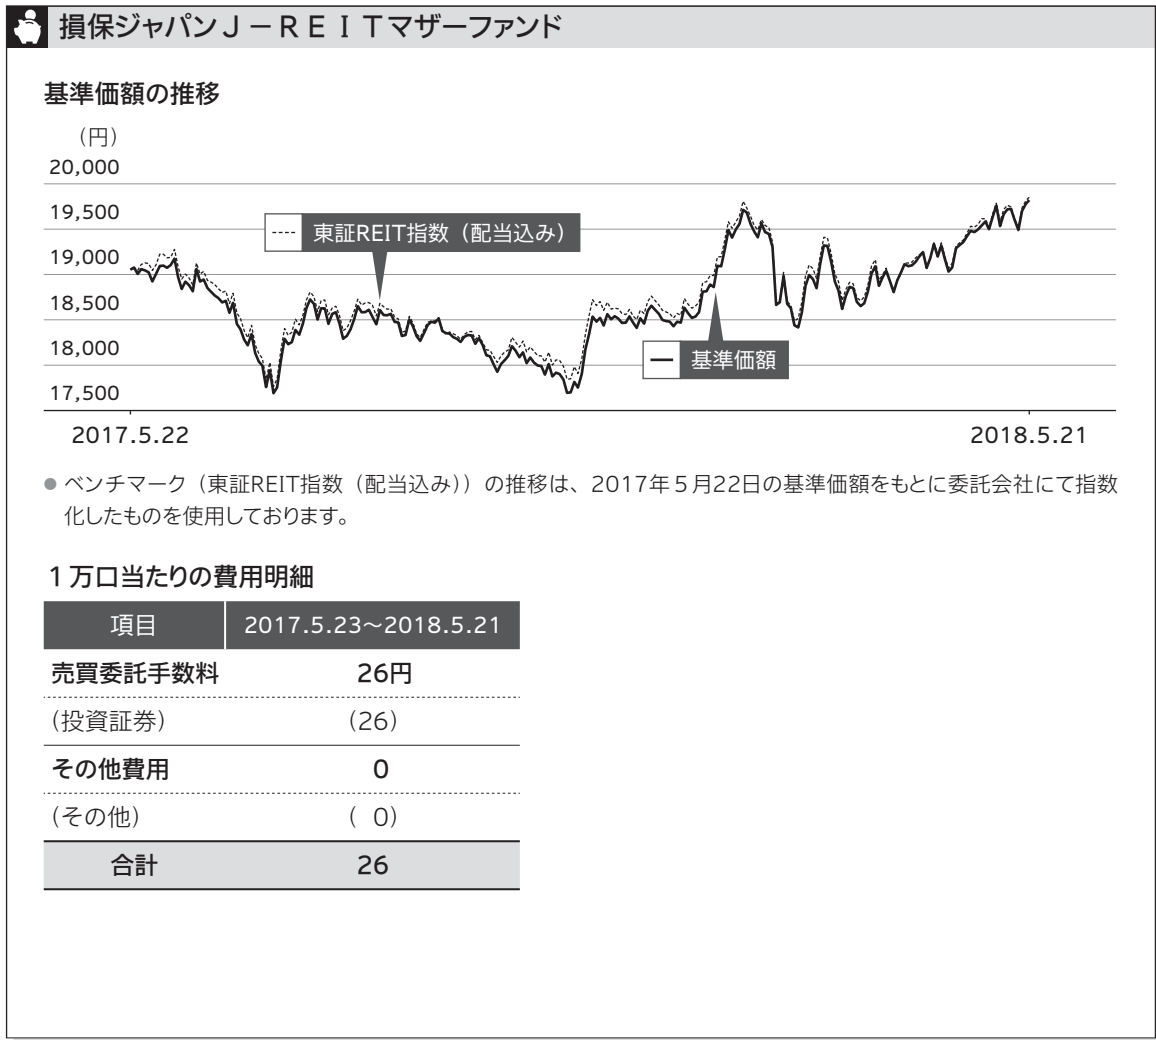 損保ジャパンJ－REITマザーファンド
基準価額の推移
（円）
20,000
19,500
19,000
18,500
18,000
17,500
東証REIT指数（配当込み）
基準価額
2017.5.22
2018.5.21
● ベンチマーク（東証REIT指数（配当込み））の推移は、2017年５月22日の基準価額をもとに委託会社にて指数
化したものを使用しております。
１万口当たりの費用明細
項目 2017.5.23～2018.5.21
売買委託手数料 26円
（投資証券） （26）
その他費用 0
（その他） （ 0）
合計 26